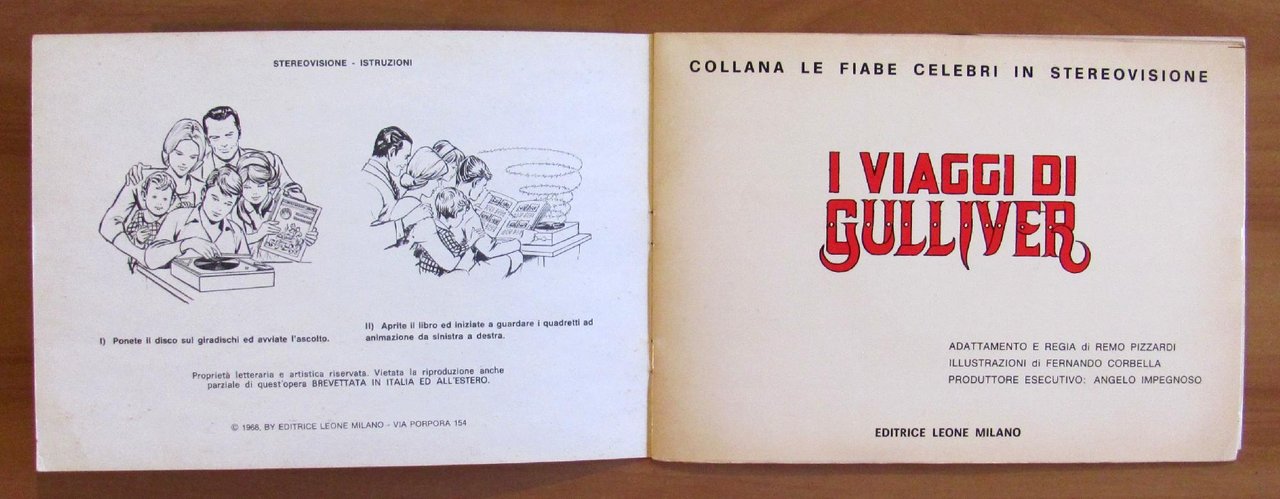 STEREOVISIONE - ISTRUZIONI
I) Ponete il disco sul giradischi ed avviate l'ascolto.
II) Aprite il libro ed iniziate a guardare i quadretti ad
animazione da sinistra a destra.
Proprietà letteraria e artistica riservata. Vietata la riproduzione anche
parziale di quest'opera BREVETTATA IN ITALIA ED ALL'ESTERO.
© 1968, BY EDITRICE LEONE MILANO - VIA PORPORA 154
COLLANA LE FIABE CELEBRI IN STEREOVISIONE
I VIAGGI DI
GULLIVER
ADATTAMENTO E REGIA di REMO PIZZARDI
ILLUSTRAZIONI di FERNANDO CORBELLA
PRODUTTORE ESECUTIVO: ANGELO IMPEGNOSO
EDITRICE LEONE MILANO